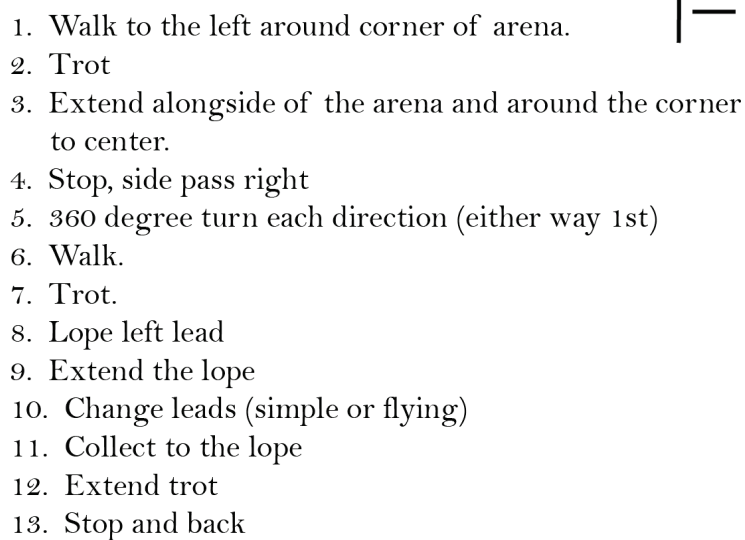 1. Walk to the left around corner of arena.
2. Trot
3. Extend alongside of the arena and around the corner
to center.
4. Stop, side pass right
5. 360 degree turn each direction (either way 1st)
6. Walk.
7. Trot.
8. Lope left lead
9. Extend the lope
10. Change leads (simple or flying)
11. Collect to the lope
12. Extend trot
13. Stop and back